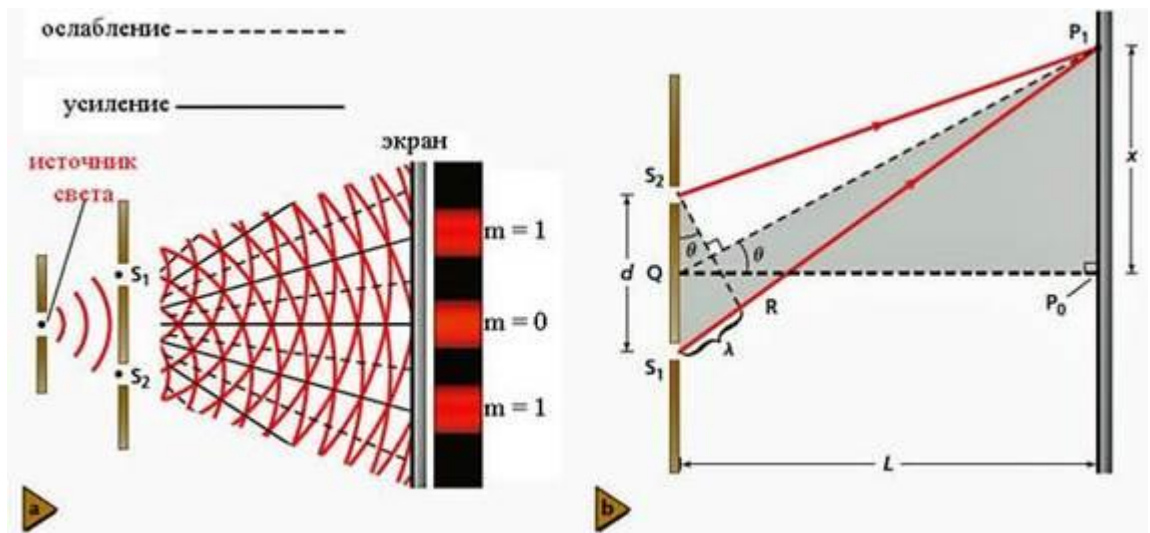 ослабление
усиление
источник
света
экран
S₁
S₂
m = 1
m = 0
m = 1
a
P₁
S₂
θ
θ
d
Q
R
P₀
x
λ
S₁
L
b